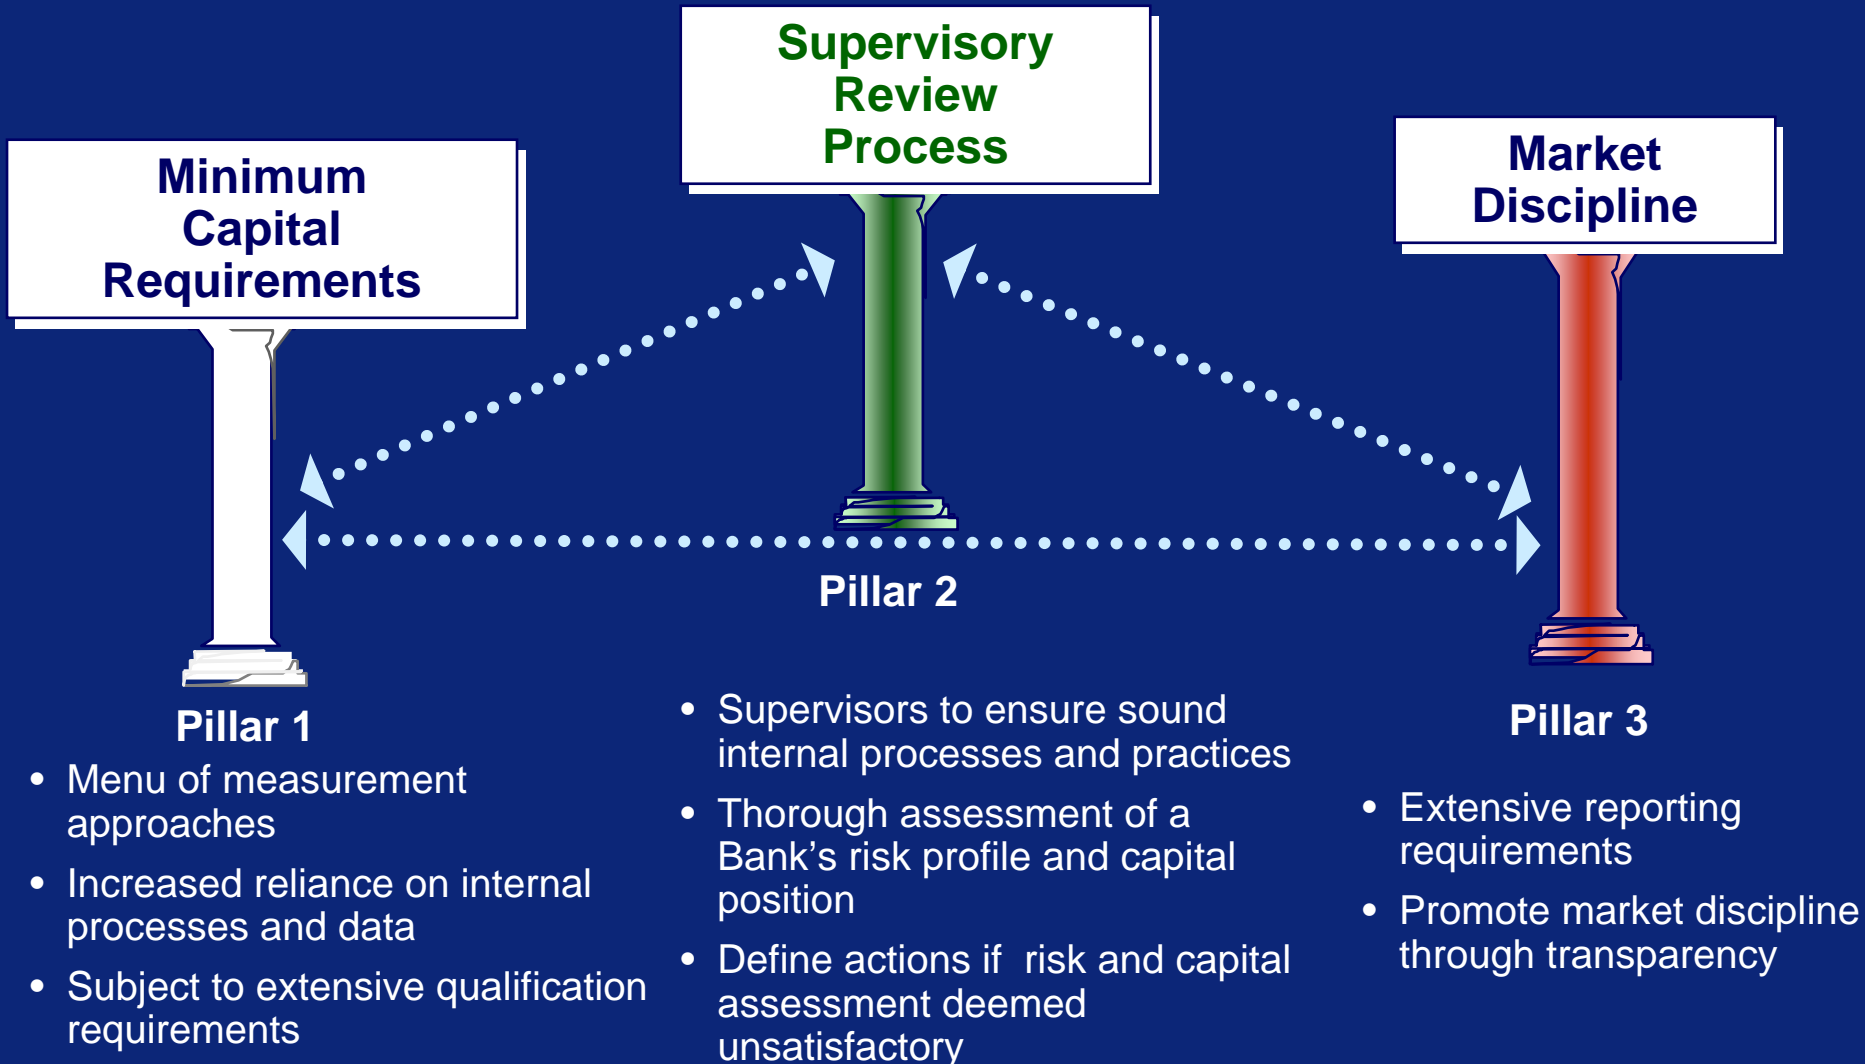 Supervisory
Review
Process
Minimum
Capital
Requirements
Market
Discipline
Pillar 1
• Menu of measurement
approaches
• Increased reliance on internal
processes and data
• Subject to extensive qualification
requirements
Pillar 2
• Supervisors to ensure sound
internal processes and practices
• Thorough assessment of a
Bank’s risk profile and capital
position
• Define actions if  risk and capital
assessment deemed
unsatisfactory
Pillar 3
• Extensive reporting
requirements
• Promote market discipline
through transparency